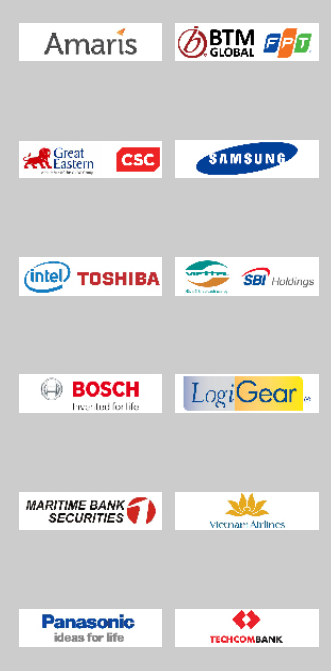 Amaris
BTM
GLOBAL
FPT
Great
Eastern
CSC
SAMSUNG
intel
TOSHIBA
VIETTEL
SBI Holdings
BOSCH
Invented for life
LogiGear
MARITIME BANK
SECURITIES
Vietnam Airlines
Panasonic
ideas for life
TECHCOMBANK